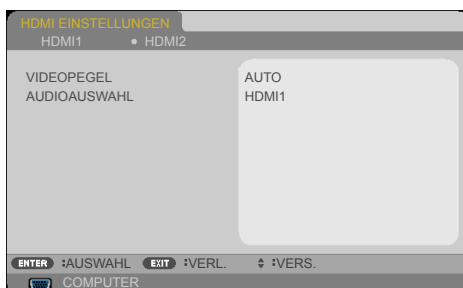 HDMI EINSTELLUNGEN
HDMI1 • HDMI2
VIDEOPEGEL AUTO
AUDIOAUSWAHL HDMI1
ENTER :AUSWAHL EXIT :VERL. :VERS.
COMPUTER